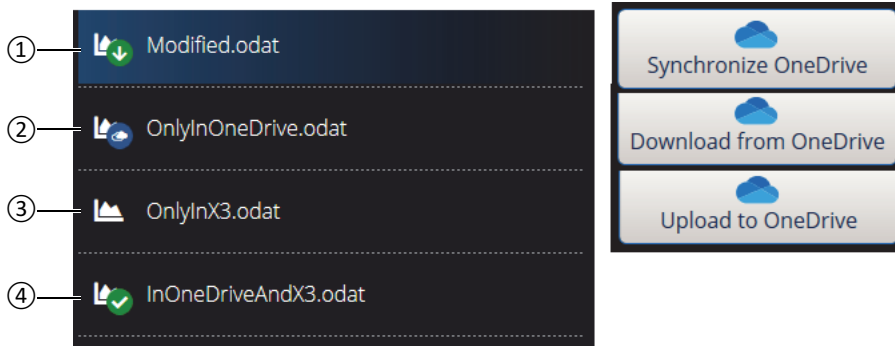 ① Modified.odat
② OnlyInOneDrive.odat
③ OnlyInX3.odat
④ InOneDriveAndX3.odat
Synchronize OneDrive
Download from OneDrive
Upload to OneDrive